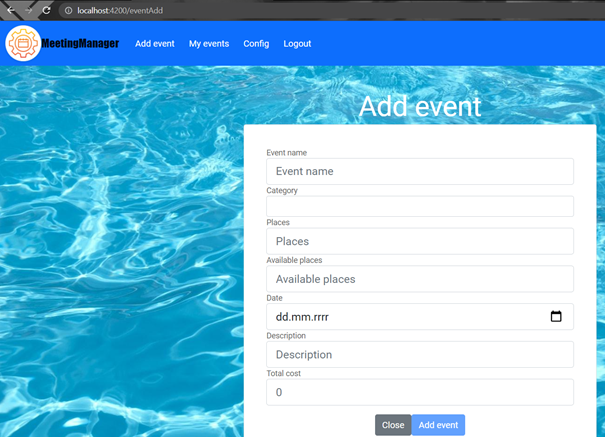 localhost:4200/eventAdd
MeetingManager Add event My events Config Logout
Add event
Event name
Event name
Category
Places
Places
Available places
Available places
Date
dd.mm.rrrr
Description
Description
Total cost
0
Close Add event